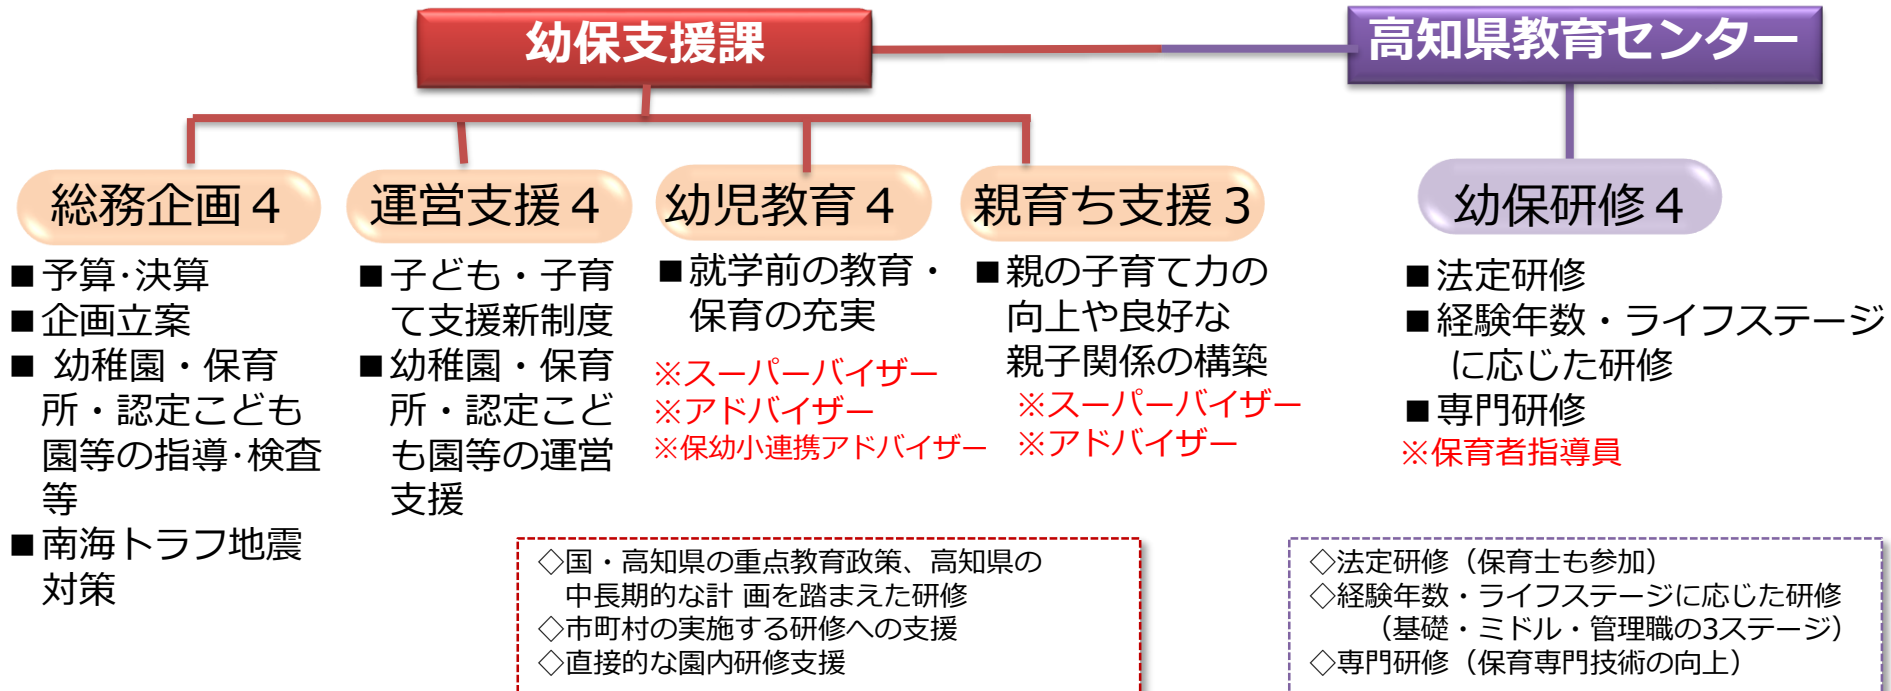 幼保支援課
高知県教育センター
総務企画４
運営支援４
幼児教育４
親育ち支援３
幼保研修４
■予算･決算
■企画立案
■ 幼稚園・保育
所・認定こども
園等の指導･検査
等
■南海トラフ地震
対策
■子ども・子育
て支援新制度
■幼稚園・保育
所・認定こど
も園等の運営
支援
■就学前の教育・
保育の充実
※スーパーバイザー
※アドバイザー
※保幼小連携アドバイザー
■親の子育て力の
向上や良好な
親子関係の構築
※スーパーバイザー
※アドバイザー
■法定研修
■経験年数・ライフステージ
に応じた研修
■専門研修
※保育者指導員
◇国・高知県の重点教育政策、高知県の
中長期的な計 画を踏まえた研修
◇市町村の実施する研修への支援
◇直接的な園内研修支援
◇法定研修（保育士も参加）
◇経験年数・ライフステージに応じた研修
（基礎・ミドル・管理職の3ステージ）
◇専門研修（保育専門技術の向上）